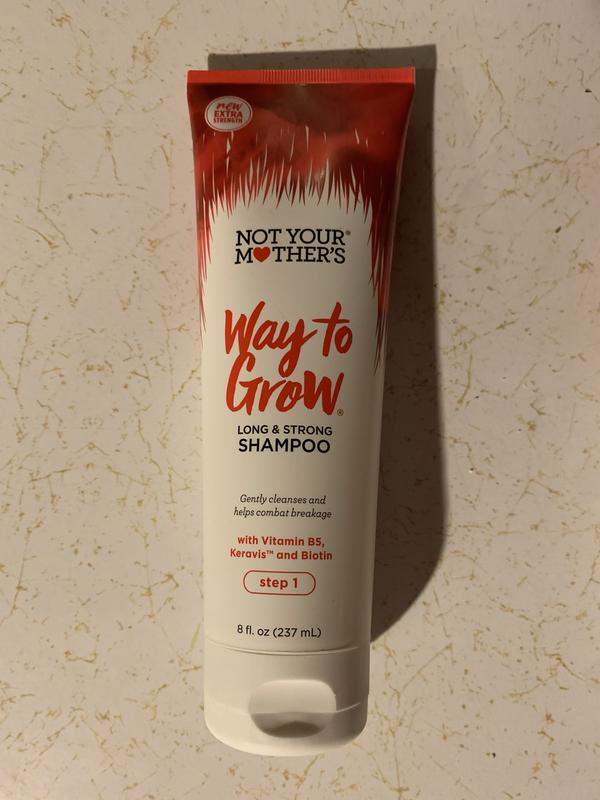 new
EXTRA
STRENGTH
NOT YOUR®
M♥THER'S
Way to
Grow®
LONG & STRONG
SHAMPOO
Gently cleanses and
helps combat breakage
with Vitamin B5,
Keravis™ and Biotin
step 1
8 fl. oz (237 mL)